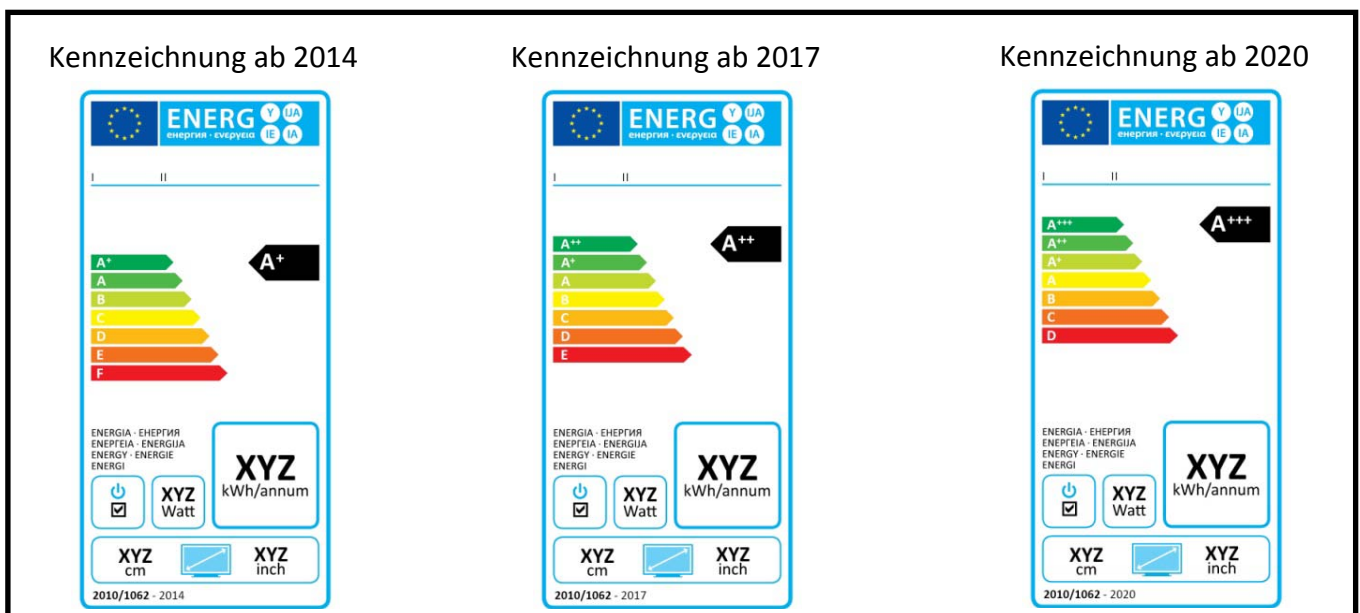 Kennzeichnung ab 2014
ENERG Y IJA
енергия · ενεργεια IE IA
I II
A+
A+
A
B
C
D
E
F
ENERGIA · ЕНЕРГИЯ
ΕΝΕΡΓΕΙΑ · ENERGIJA
ENERGY · ENERGIE
ENERGI
XYZ
kWh/annum
XYZ
Watt
XYZ
cm
XYZ
inch
2010/1062 - 2014
Kennzeichnung ab 2017
ENERG Y IJA
енергия · ενεργεια IE IA
I II
A++
A++
A+
A
B
C
D
E
ENERGIA · ЕНЕРГИЯ
ΕΝΕΡΓΕΙΑ · ENERGIJA
ENERGY · ENERGIE
ENERGI
XYZ
kWh/annum
XYZ
Watt
XYZ
cm
XYZ
inch
2010/1062 - 2017
Kennzeichnung ab 2020
ENERG Y IJA
енергия · ενεργεια IE IA
I II
A+++
A+++
A++
A+
A
B
C
D
ENERGIA · ЕНЕРГИЯ
ΕΝΕΡΓΕΙΑ · ENERGIJA
ENERGY · ENERGIE
ENERGI
XYZ
kWh/annum
XYZ
Watt
XYZ
cm
XYZ
inch
2010/1062 - 2020